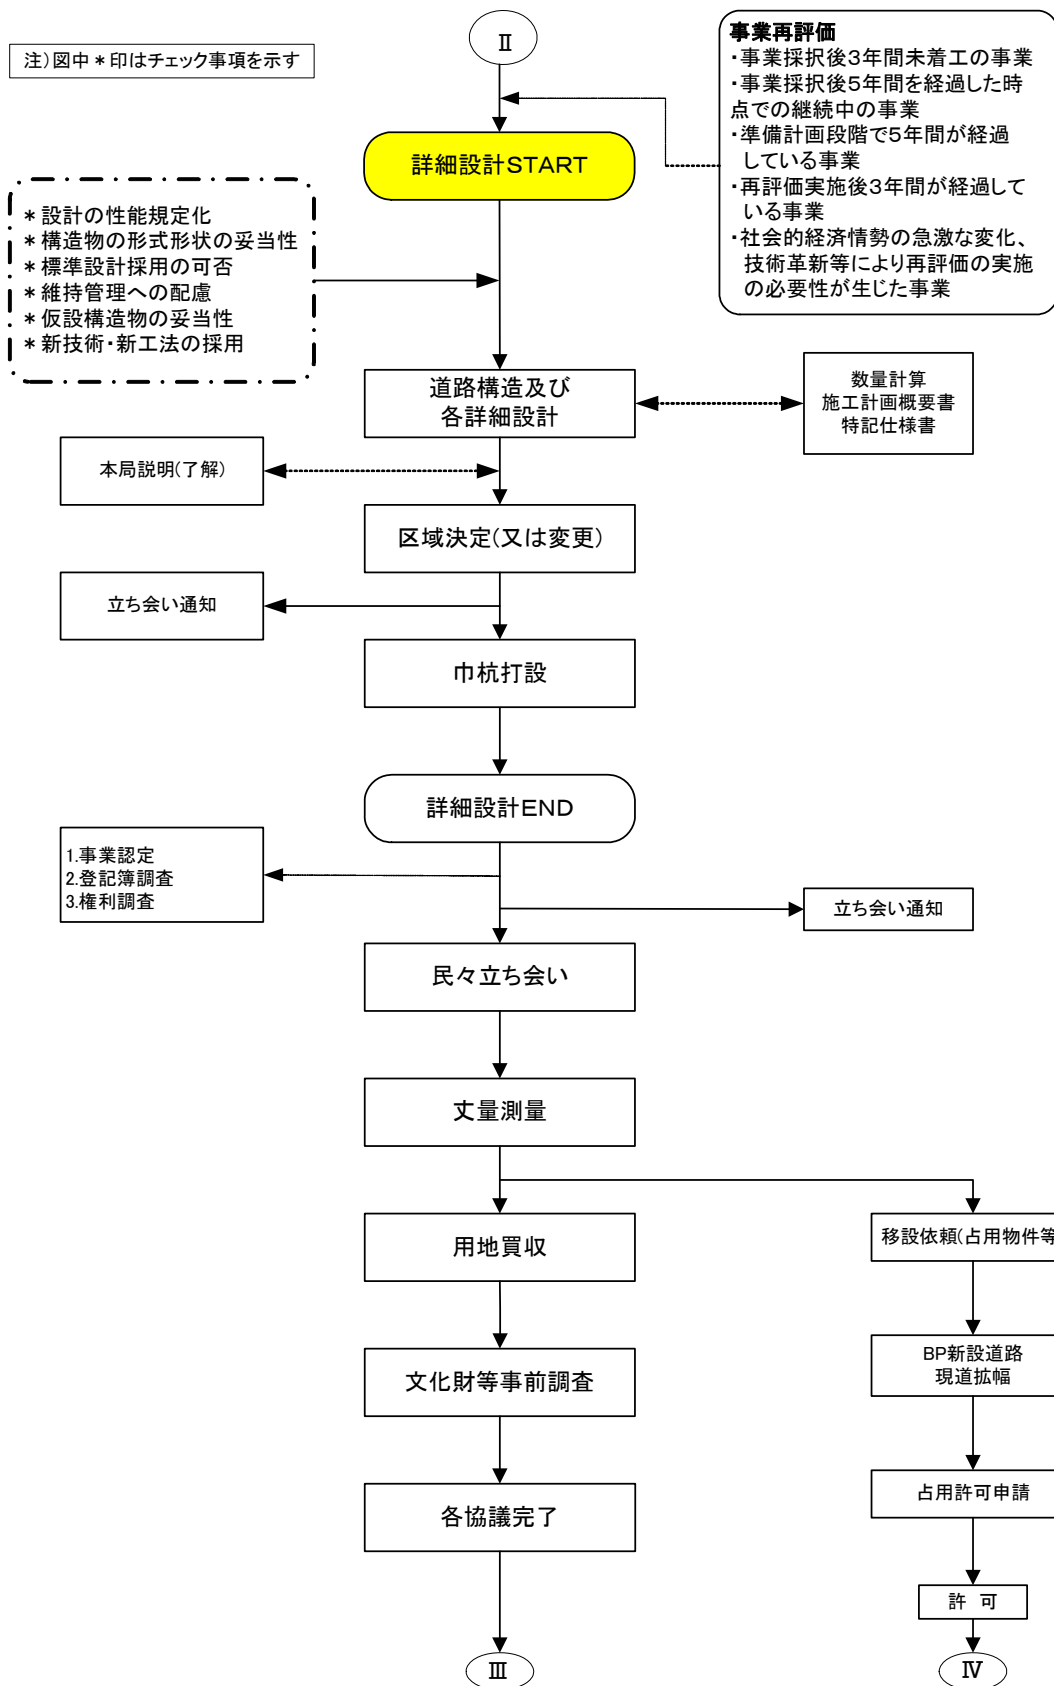 Ⅱ
注)図中＊印はチェック事項を示す
事業再評価
・事業採択後3年間未着工の事業
・事業採択後5年間を経過した時
点での継続中の事業
・準備計画段階で5年間が経過
している事業
・再評価実施後3年間が経過して
いる事業
・社会的経済情勢の急激な変化、
技術革新等により再評価の実施
の必要性が生じた事業
詳細設計START
＊設計の性能規定化
＊構造物の形式形状の妥当性
＊標準設計採用の可否
＊維持管理への配慮
＊仮設構造物の妥当性
＊新技術・新工法の採用
道路構造及び
各詳細設計
数量計算
施工計画概要書
特記仕様書
本局説明(了解)
区域決定(又は変更)
立ち会い通知
巾杭打設
詳細設計END
1.事業認定
2.登記簿調査
3.権利調査
立ち会い通知
民々立ち会い
丈量測量
用地買収
移設依頼(占用物件等
文化財等事前調査
BP新設道路
現道拡幅
各協議完了
占用許可申請
許　可
Ⅲ
Ⅳ